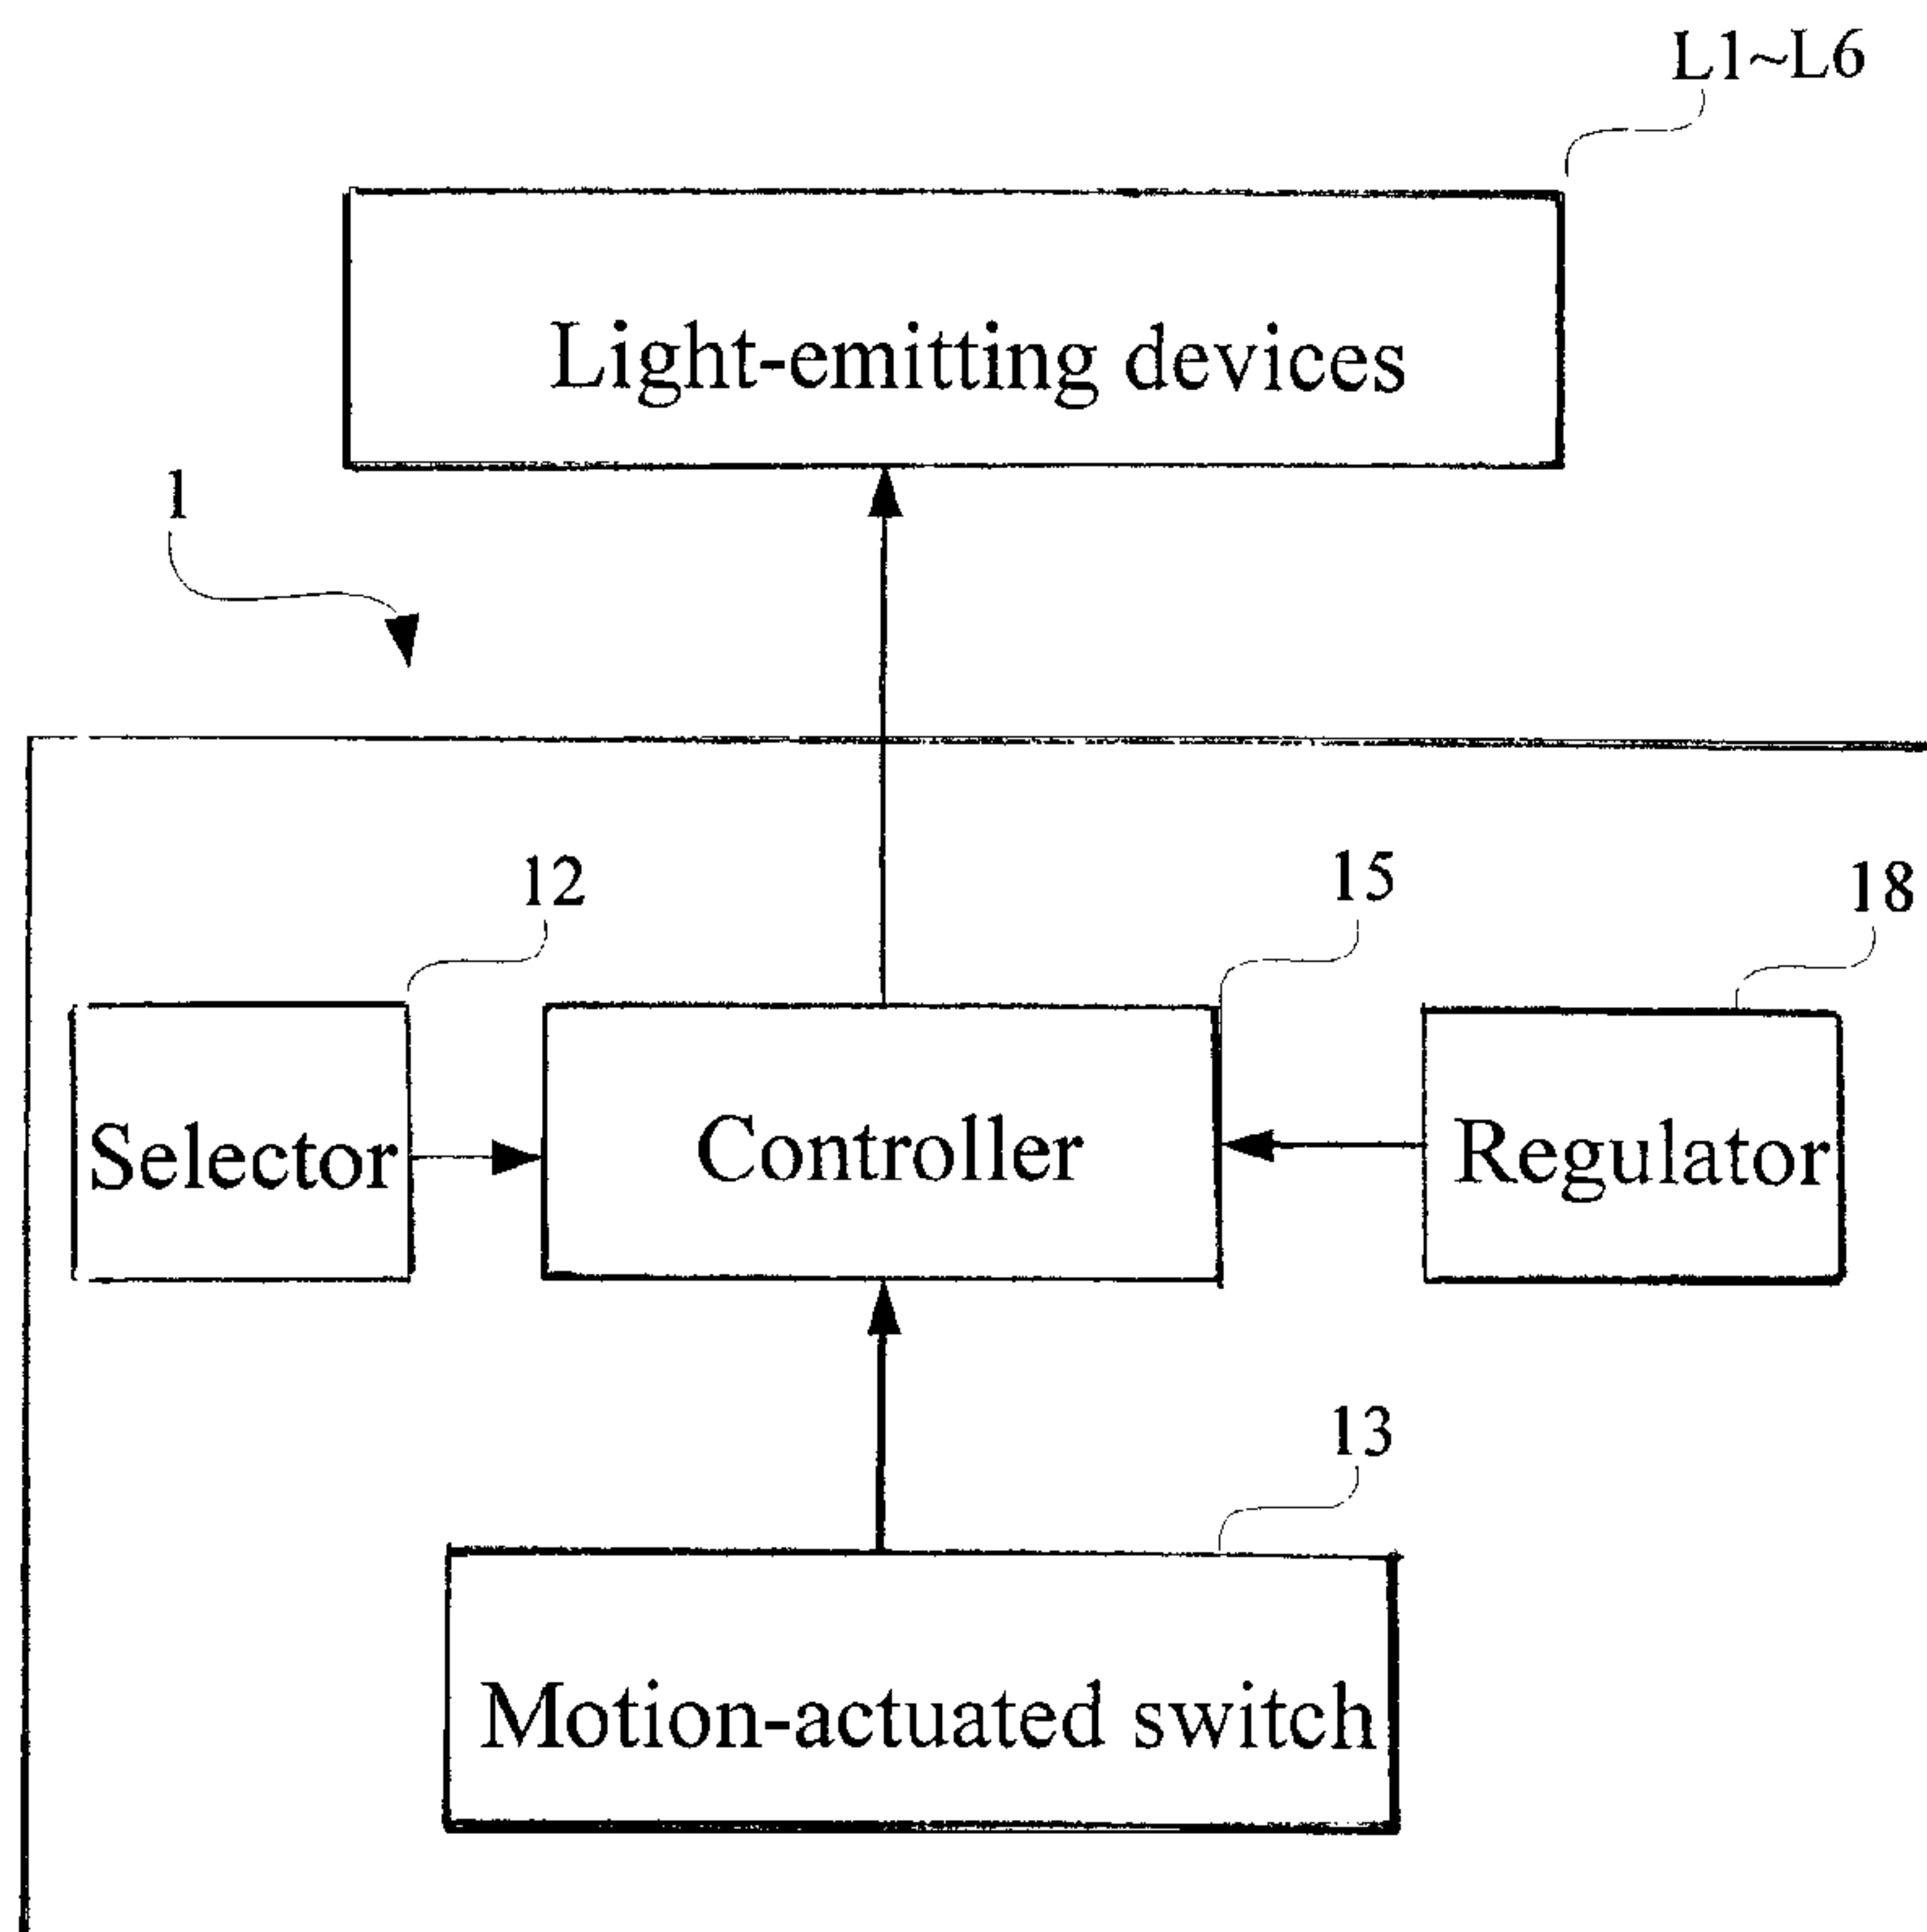 L1~L6
Light-emitting devices
1
12
15
18
Selector
Controller
Regulator
13
Motion-actuated switch